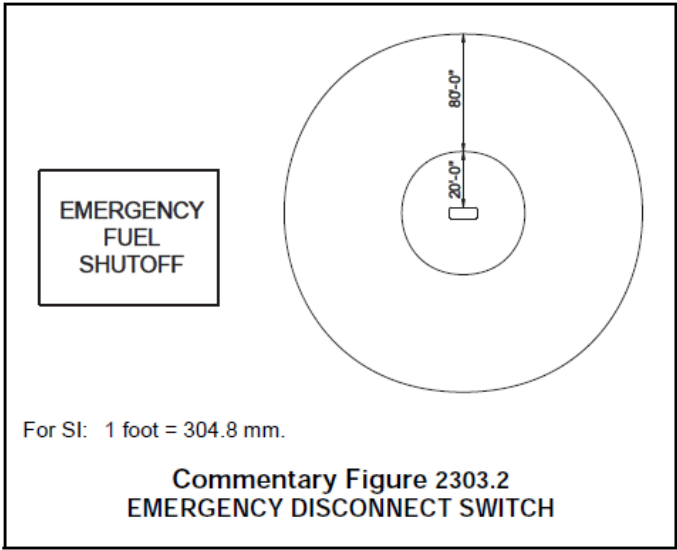 EMERGENCY
FUEL
SHUTOFF
80'-0"
20'-0"
For SI: 1 foot = 304.8 mm.
Commentary Figure 2303.2
EMERGENCY DISCONNECT SWITCH